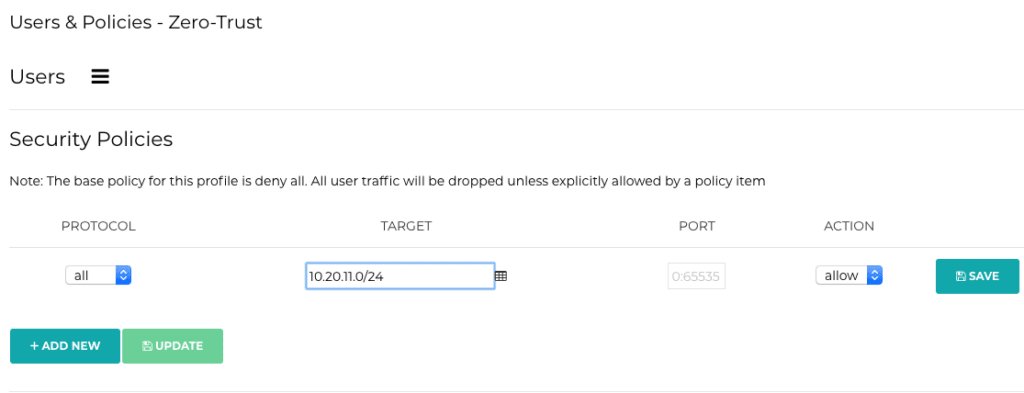 Users & Policies - Zero-Trust
Users
Security Policies
Note: The base policy for this profile is deny all. All user traffic will be dropped unless explicitly allowed by a policy item
PROTOCOL TARGET PORT ACTION
all 10.20.11.0/24 0:65535 allow SAVE
+ ADD NEW UPDATE